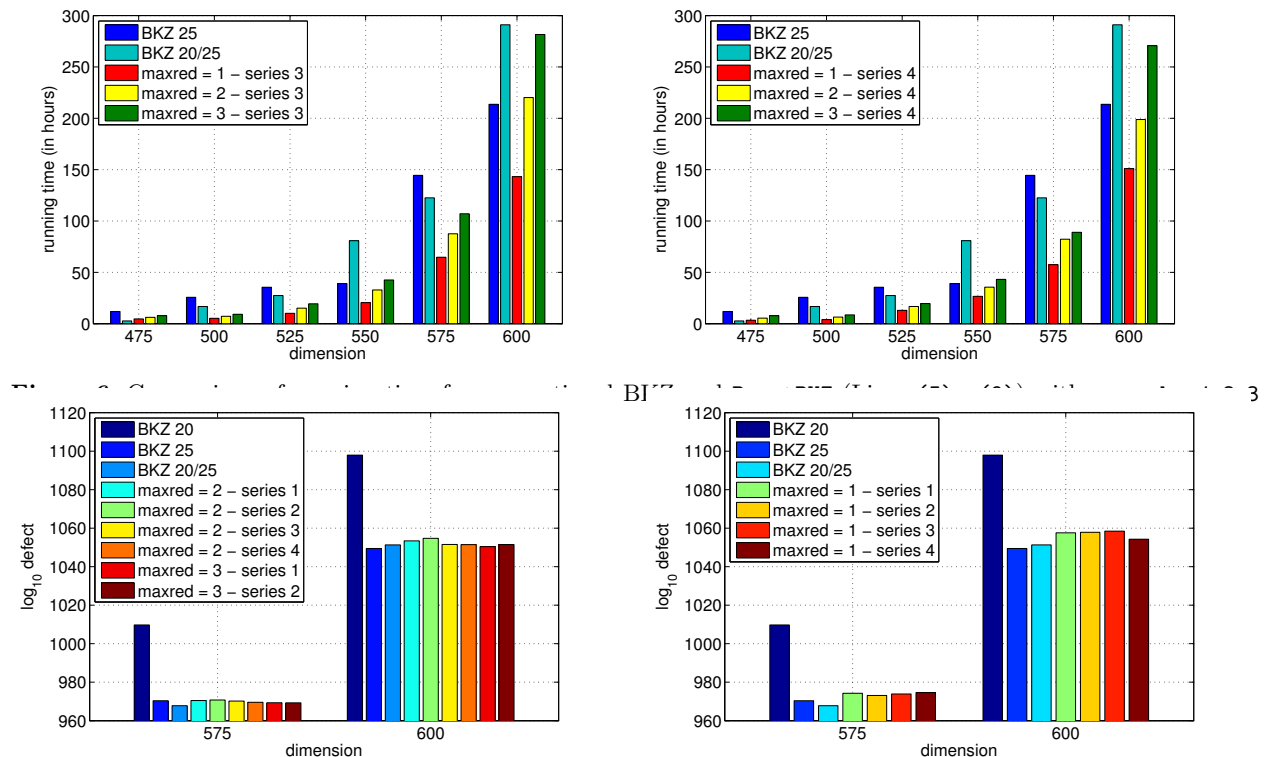 300
250
200
150
100
50
0
running time (in hours)
BKZ 25
BKZ 20/25
maxred = 1 − series 3
maxred = 2 − series 3
maxred = 3 − series 3
475 500 525 550 575 600
dimension
300
250
200
150
100
50
0
running time (in hours)
BKZ 25
BKZ 20/25
maxred = 1 − series 4
maxred = 2 − series 4
maxred = 3 − series 4
475 500 525 550 575 600
dimension
1120
1100
1080
1060
1040
1020
1000
980
960
log10 defect
BKZ 20
BKZ 25
BKZ 20/25
maxred = 2 − series 1
maxred = 2 − series 2
maxred = 2 − series 3
maxred = 2 − series 4
maxred = 3 − series 1
maxred = 3 − series 2
575 600
dimension
1120
1100
1080
1060
1040
1020
1000
980
960
log10 defect
BKZ 20
BKZ 25
BKZ 20/25
maxred = 1 − series 1
maxred = 1 − series 2
maxred = 1 − series 3
maxred = 1 − series 4
575 600
dimension